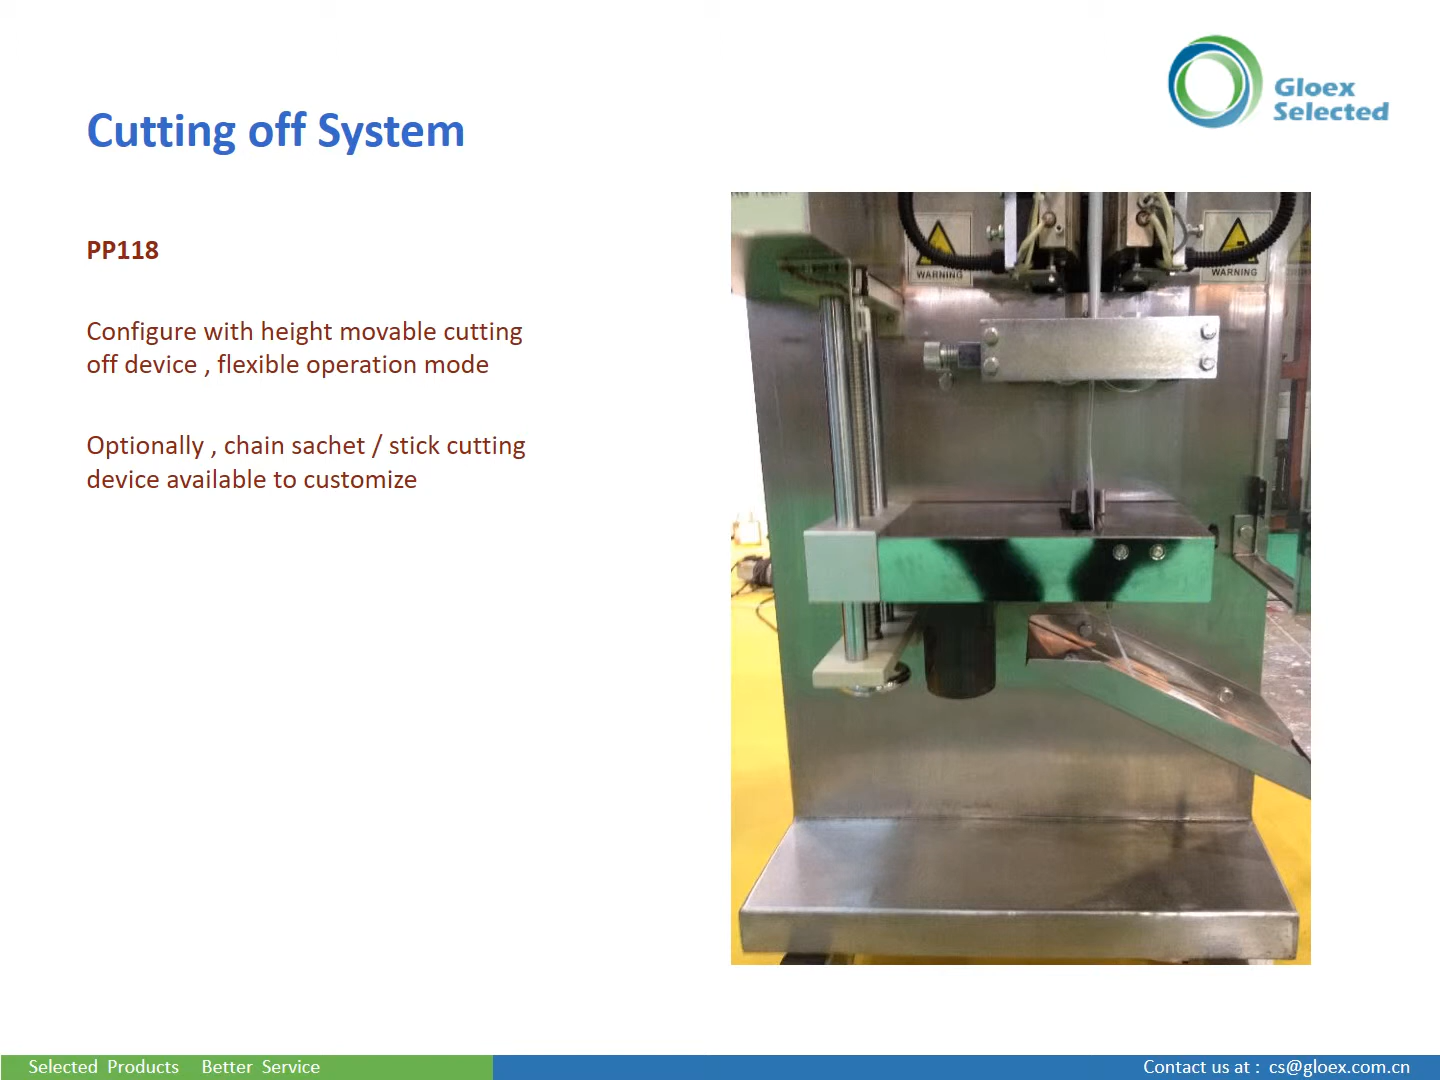 Gloex
Selected
Cutting off System
PP118
Configure with height movable cutting
off device , flexible operation mode
Optionally , chain sachet / stick cutting
device available to customize
WARNING
WARNING
Selected Products Better Service
Contact us at : cs@gloex.com.cn